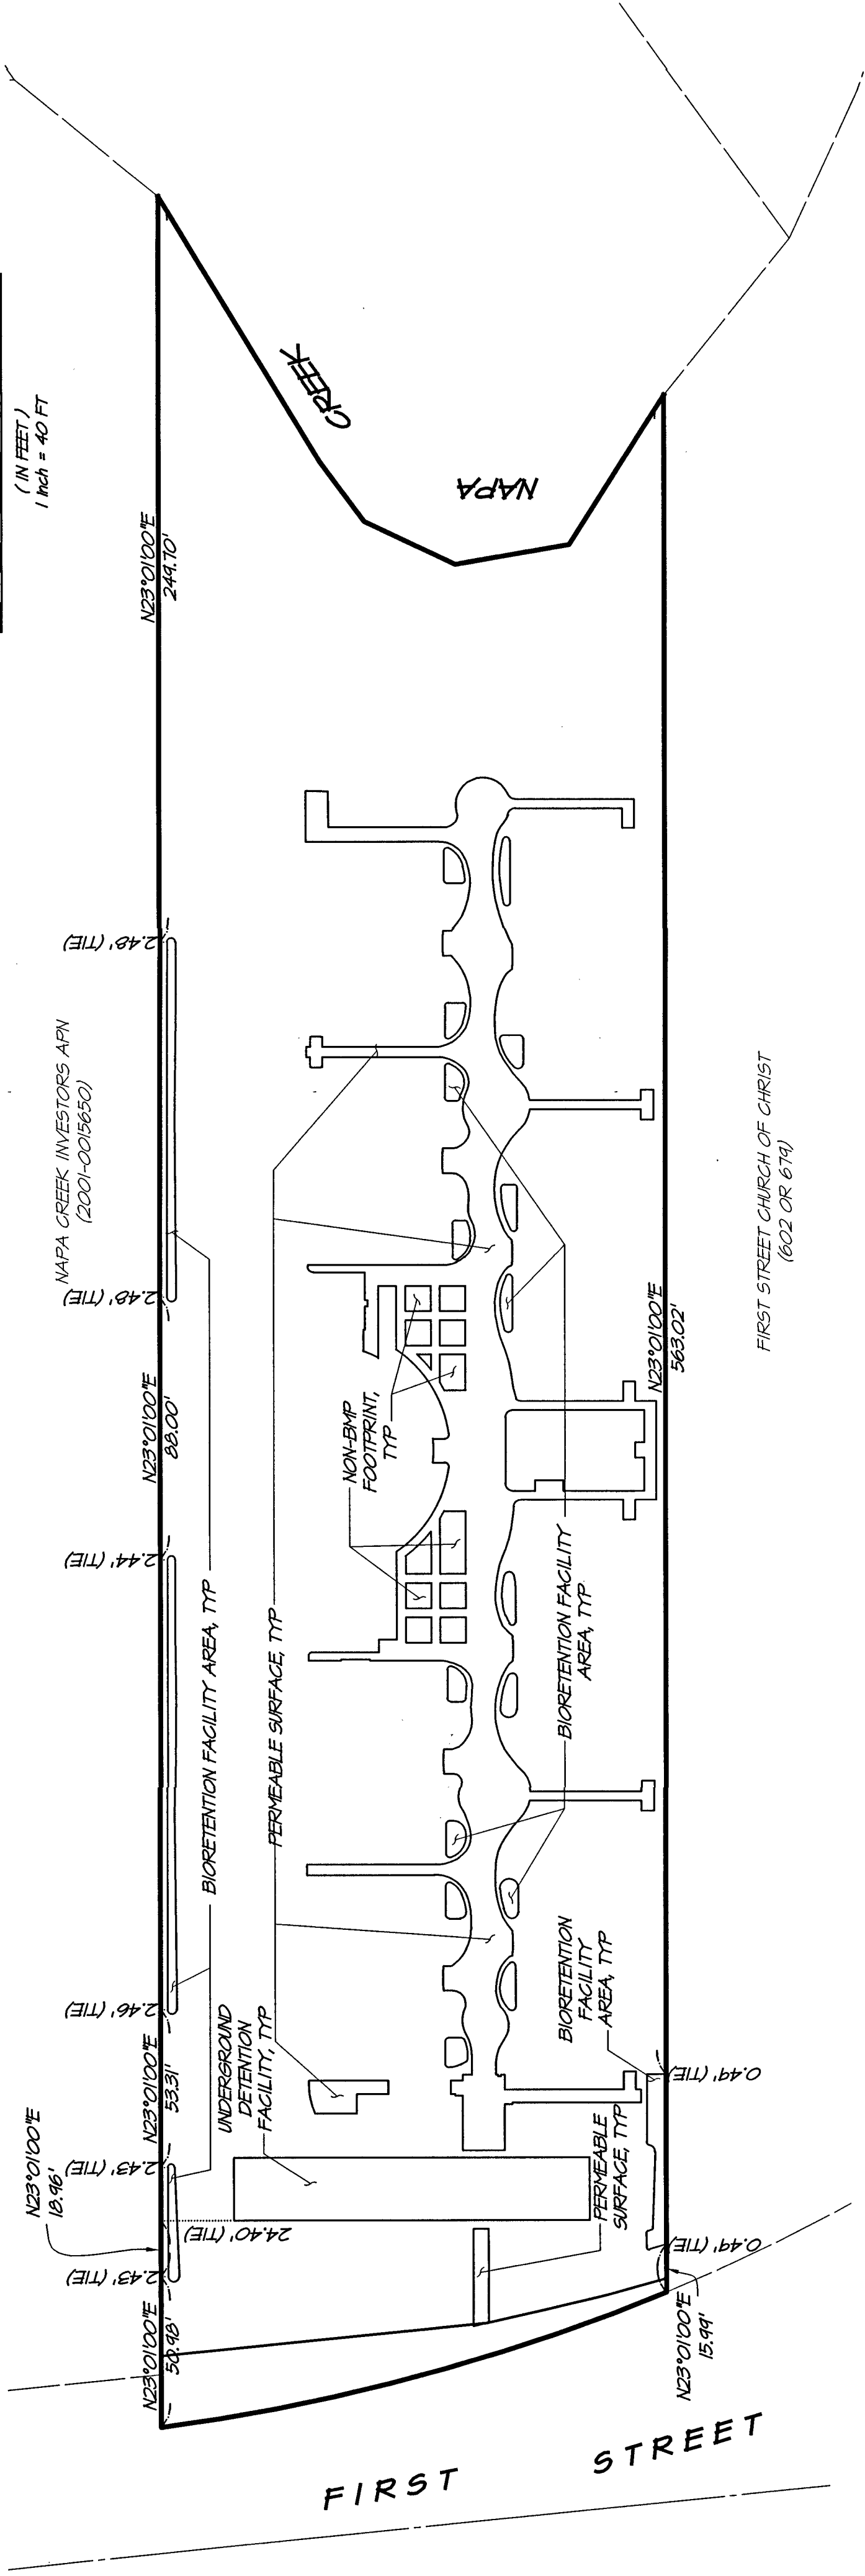 (IN FEET)
1 inch = 40 FT
N23°01'00"E
249.70'
CREEK
NAPA
2.48' (TIE)
NAPA CREEK INVESTORS APN
(2001-0015650)
2.48' (TIE)
N23°01'00"E
88.00'
2.44' (TIE)
NON-BMP
FOOTPRINT,
TYP
N23°01'00"E
563.02'
FIRST STREET CHURCH OF CHRIST
(602 OR 679)
BIORETENTION FACILITY AREA, TYP
PERMEABLE SURFACE, TYP
BIORETENTION FACILITY
AREA, TYP
2.46' (TIE)
N23°01'00"E
53.31'
UNDERGROUND
DETENTION
FACILITY, TYP
BIORETENTION
FACILITY
AREA, TYP
0.49' (TIE)
N23°01'00"E
18.96'
2.43' (TIE)
24.40' (TIE)
PERMEABLE
SURFACE, TYP
2.43' (TIE)
0.49' (TIE)
N23°01'00"E
50.98'
N23°01'00"E
15.99'
FIRST STREET